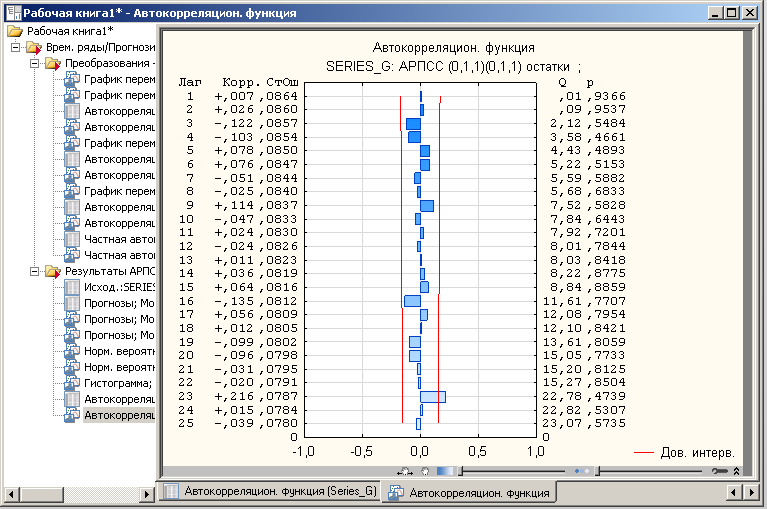 Рабочая книга1* - Автокорреляцион. функция
Рабочая книга1*
Врем. ряды/Прогнози
Преобразования -
График перем
График перем
Автокорреляц
Автокорреляц
График перем
Автокорреляц
Автокорреляц
График перем
Автокорреляц
Автокорреляц
Частная авто
Частная авто
Результаты АРПС
Исход.:SERIE
Прогнозы; Мо
Прогнозы; Мо
Прогнозы; Мо
Норм. вероятн
Норм. вероятн
Гистограмма;
Автокорреляц
Автокорреляц
Автокорреляцион. функция
SERIES_G: АРПСС (0,1,1)(0,1,1) остатки ;
Лаг Корр. СтОш Q p
1 +,007 ,0864 ,01 ,9366
2 +,026 ,0860 ,09 ,9537
3 -,122 ,0857 2,12 ,5484
4 -,103 ,0854 3,58 ,4661
5 +,078 ,0850 4,43 ,4893
6 +,076 ,0847 5,22 ,5153
7 -,051 ,0844 5,59 ,5882
8 -,025 ,0840 5,68 ,6833
9 +,114 ,0837 7,52 ,5828
10 -,047 ,0833 7,84 ,6443
11 +,024 ,0830 7,92 ,7201
12 -,024 ,0826 8,01 ,7844
13 +,011 ,0823 8,03 ,8418
14 +,036 ,0819 8,22 ,8775
15 +,064 ,0816 8,84 ,8859
16 -,135 ,0812 11,61 ,7707
17 +,056 ,0809 12,08 ,7954
18 +,012 ,0805 12,10 ,8421
19 -,099 ,0802 13,61 ,8059
20 -,096 ,0798 15,05 ,7733
21 -,031 ,0795 15,20 ,8125
22 -,020 ,0791 15,27 ,8504
23 +,216 ,0787 22,78 ,4739
24 +,015 ,0784 22,82 ,5307
25 -,039 ,0780 23,07 ,5735
0 0
-1,0 -0,5 0,0 0,5 1,0
Дов. интерв.
Автокорреляцион. функция (Series_G)
Автокорреляцион. функция